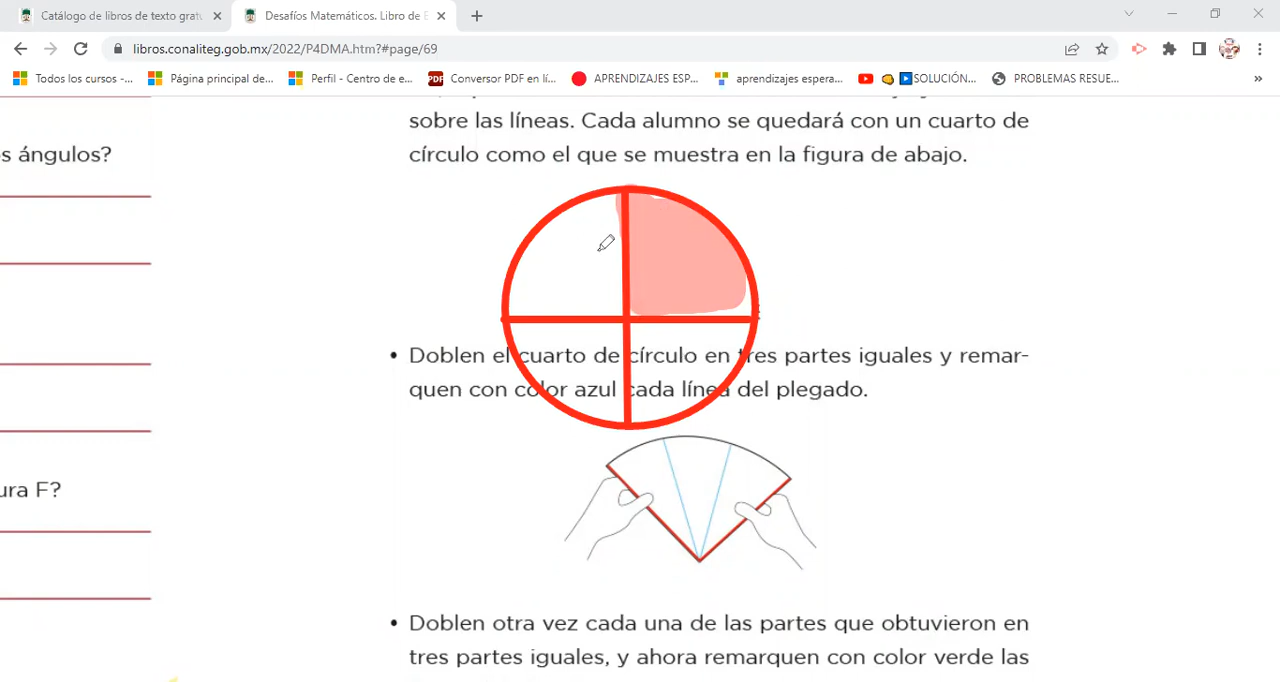 Catálogo de libros de texto gratu
Desafíos Matemáticos. Libro de E
libros.conaliteg.gob.mx/2022/P4DMA.htm?#page/69
Todos los cursos -...
Página principal de...
Perfil - Centro de e...
PDF
Conversor PDF en lí...
APRENDIZAJES ESP...
aprendizajes espera...
SOLUCIÓN...
PROBLEMAS RESUE...
»
sobre las líneas. Cada alumno se quedará con un cuarto de
s ángulos?
círculo como el que se muestra en la figura de abajo.
• Doblen el cuarto de círculo en tres partes iguales y remar-
quen con color azul cada línea del plegado.
ura F?
• Doblen otra vez cada una de las partes que obtuvieron en
tres partes iguales, y ahora remarquen con color verde las